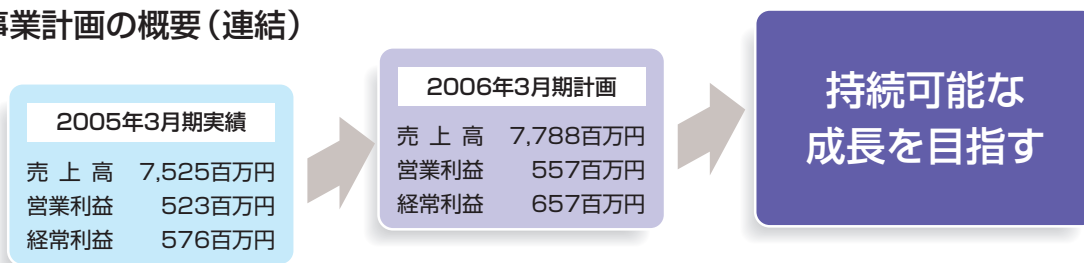 事業計画の概要（連結）
2005年3月期実績
売上高 7,525百万円
営業利益 523百万円
経常利益 576百万円
2006年3月期計画
売上高 7,788百万円
営業利益 557百万円
経常利益 657百万円
持続可能な
成長を目指す